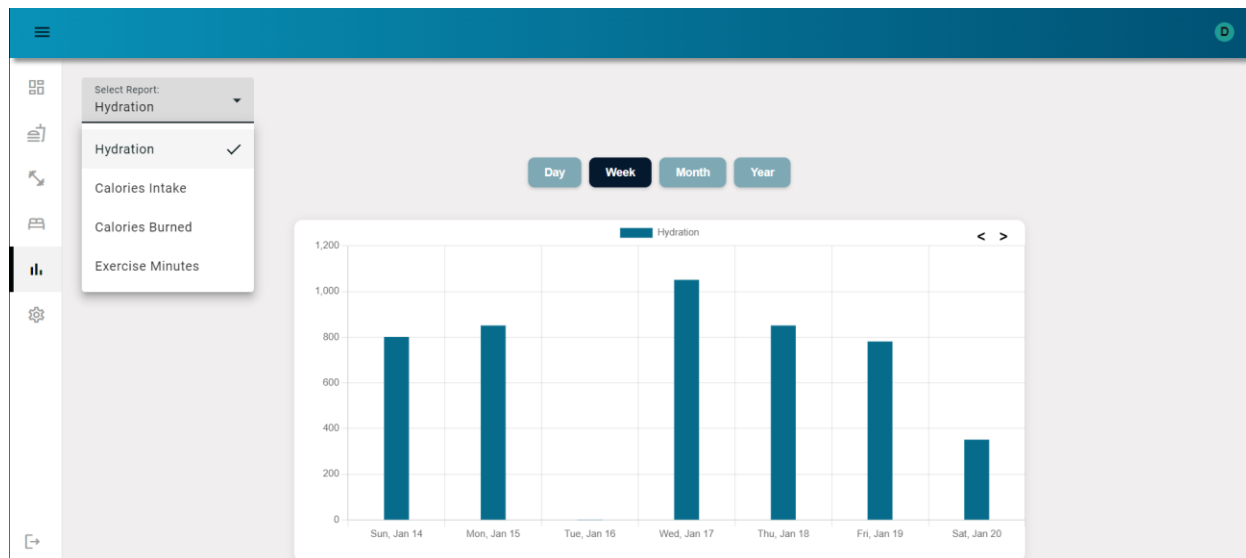 D
Select Report:
Hydration
Hydration
Calories Intake
Calories Burned
Exercise Minutes
Day Week Month Year
Hydration
< >
1,200
1,000
800
600
400
200
0
Sun, Jan 14 Mon, Jan 15 Tue, Jan 16 Wed, Jan 17 Thu, Jan 18 Fri, Jan 19 Sat, Jan 20